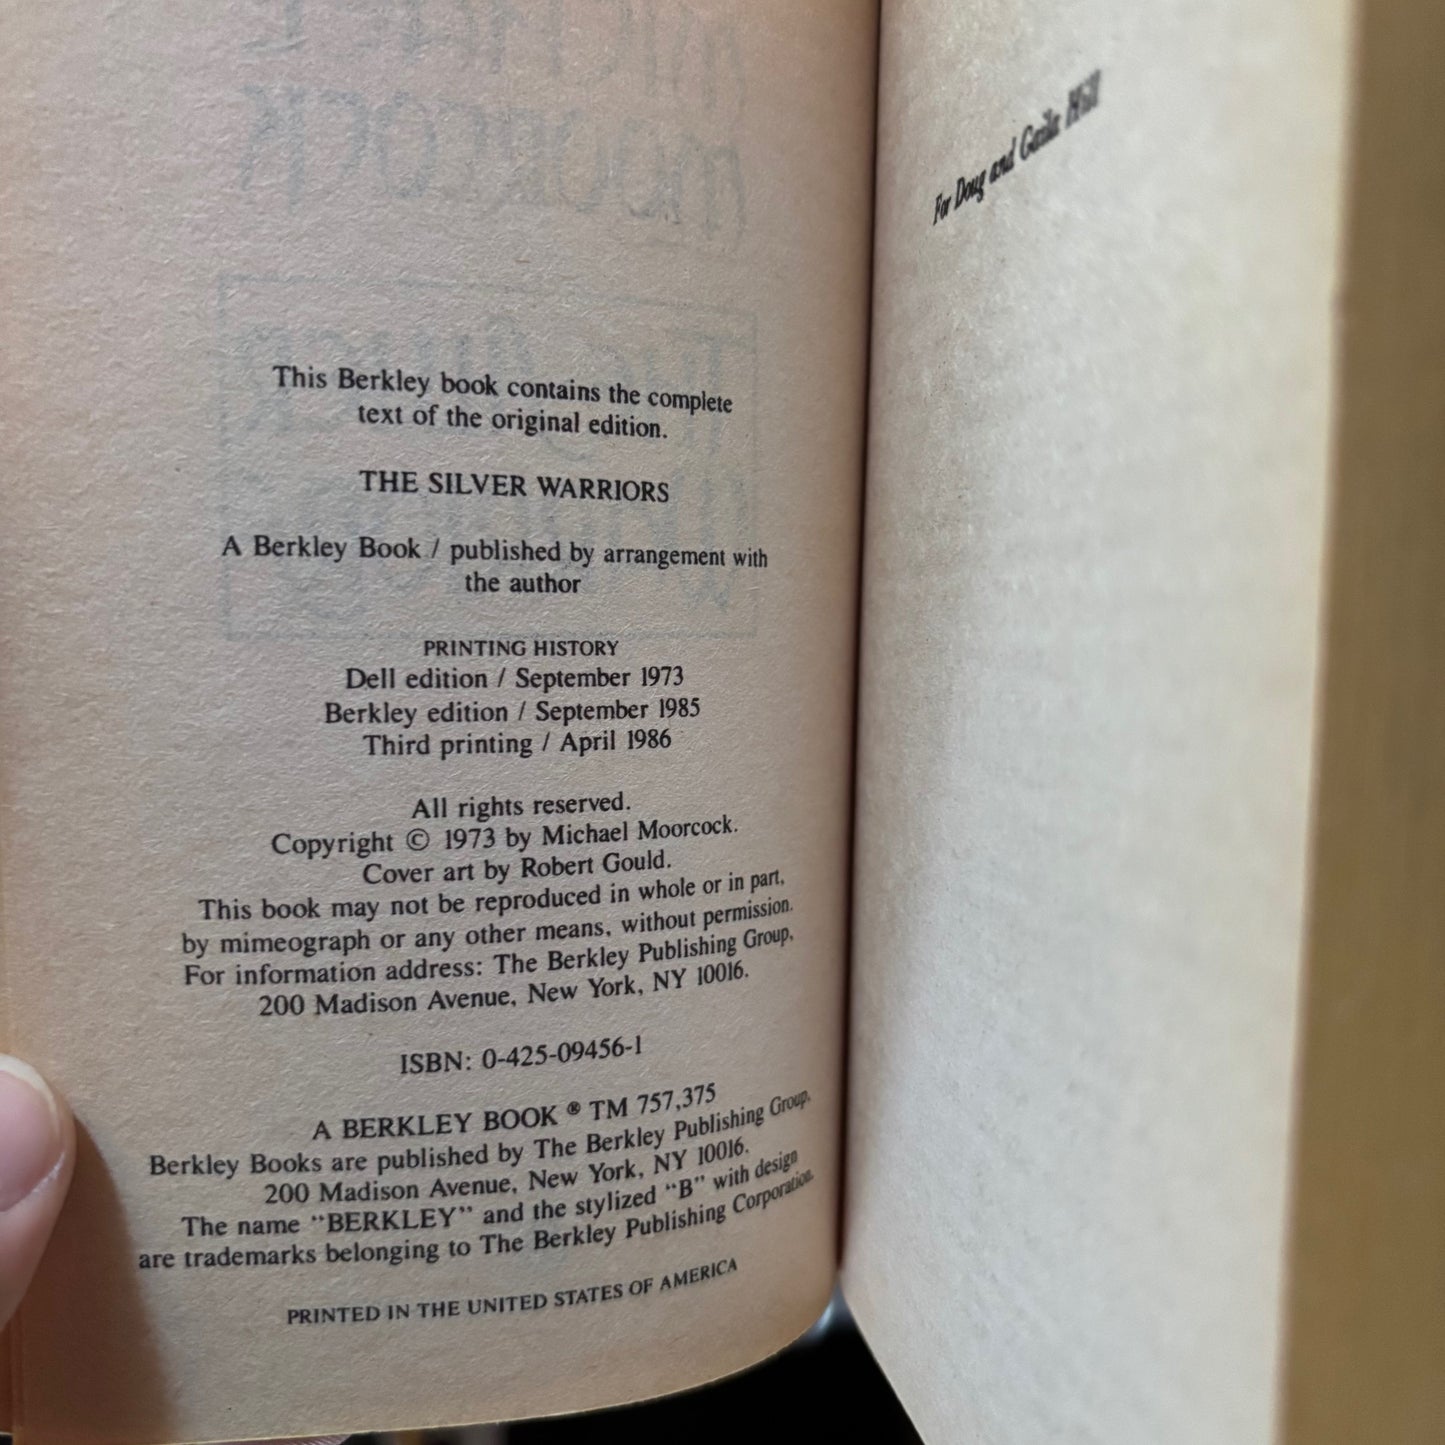 This Berkley book contains the complete
text of the original edition.
THE SILVER WARRIORS
A Berkley Book / published by arrangement with
the author
PRINTING HISTORY
Dell edition / September 1973
Berkley edition / September 1985
Third printing / April 1986
All rights reserved.
Copyright © 1973 by Michael Moorcock.
Cover art by Robert Gould.
This book may not be reproduced in whole or in part,
by mimeograph or any other means, without permission.
For information address: The Berkley Publishing Group,
200 Madison Avenue, New York, NY 10016.
ISBN: 0-425-09456-1
A BERKLEY BOOK ® TM 757,375
Berkley Books are published by The Berkley Publishing Group,
200 Madison Avenue, New York, NY 10016.
The name "BERKLEY" and the stylized "B" with design
are trademarks belonging to The Berkley Publishing Corporation.
PRINTED IN THE UNITED STATES OF AMERICA
For Doug and Gaila Hill